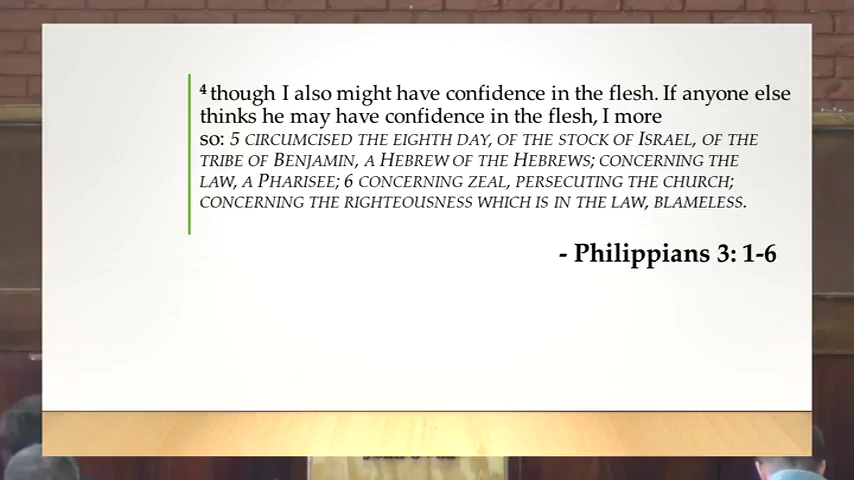 4 though I also might have confidence in the flesh. If anyone else
thinks he may have confidence in the flesh, I more
so: 5 CIRCUMCISED THE EIGHTH DAY, OF THE STOCK OF ISRAEL, OF THE
TRIBE OF BENJAMIN, A HEBREW OF THE HEBREWS; CONCERNING THE
LAW, A PHARISEE; 6 CONCERNING ZEAL, PERSECUTING THE CHURCH;
CONCERNING THE RIGHTEOUSNESS WHICH IS IN THE LAW, BLAMELESS.
- Philippians 3: 1-6